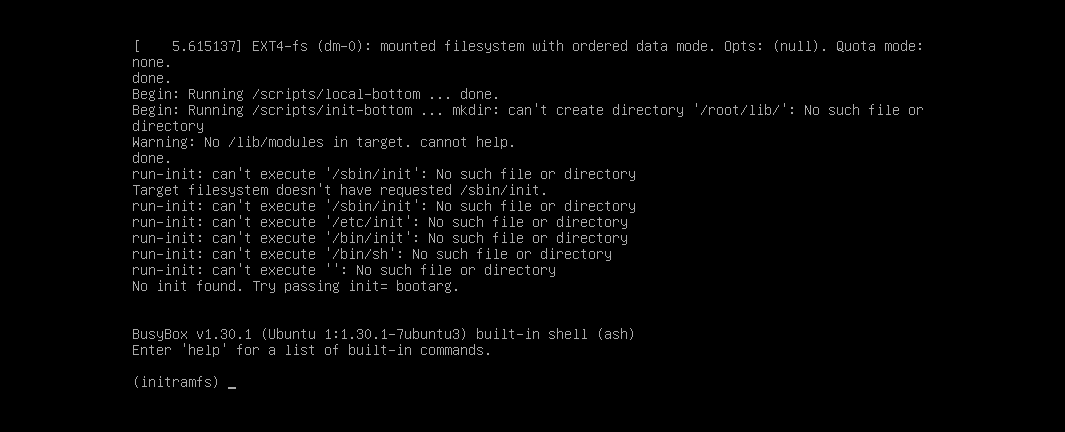 [    5.615137] EXT4-fs (dm-0): mounted filesystem with ordered data mode. Opts: (null). Quota mode:
none.
done.
Begin: Running /scripts/local-bottom ... done.
Begin: Running /scripts/init-bottom ... mkdir: can't create directory '/root/lib/': No such file or
directory
Warning: No /lib/modules in target. cannot help.
done.
run-init: can't execute '/sbin/init': No such file or directory
Target filesystem doesn't have requested /sbin/init.
run-init: can't execute '/sbin/init': No such file or directory
run-init: can't execute '/etc/init': No such file or directory
run-init: can't execute '/bin/init': No such file or directory
run-init: can't execute '/bin/sh': No such file or directory
run-init: can't execute '': No such file or directory
No init found. Try passing init= bootarg.
BusyBox v1.30.1 (Ubuntu 1:1.30.1-7ubuntu3) built-in shell (ash)
Enter 'help' for a list of built-in commands.
(initramfs) _